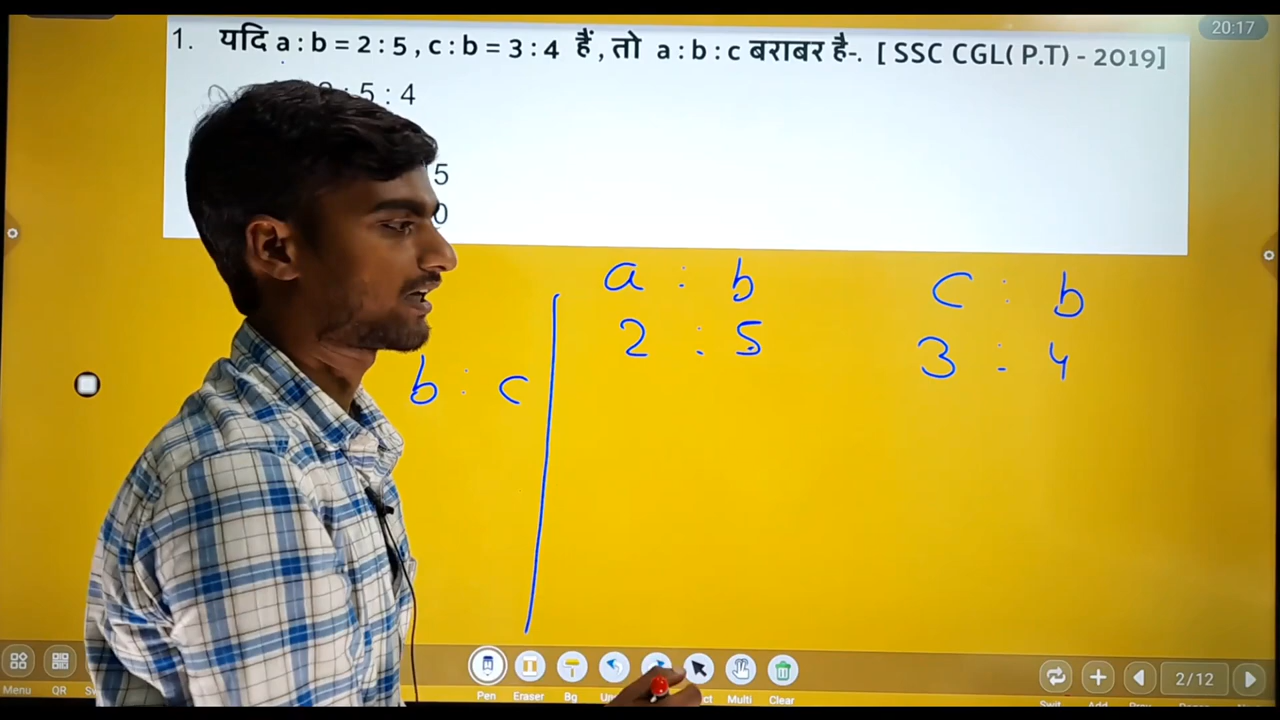 20:17
1. यदि a : b = 2 : 5 , c : b = 3 : 4 हैं , तो a : b : c बराबर है-. [ SSC CGL( P.T) - 2019]
: 5 : 4
5
0
a : b
c : b
2 : 5
3 : 4
b : c
Menu QR Pen Eraser Bg Multi Clear 2/12